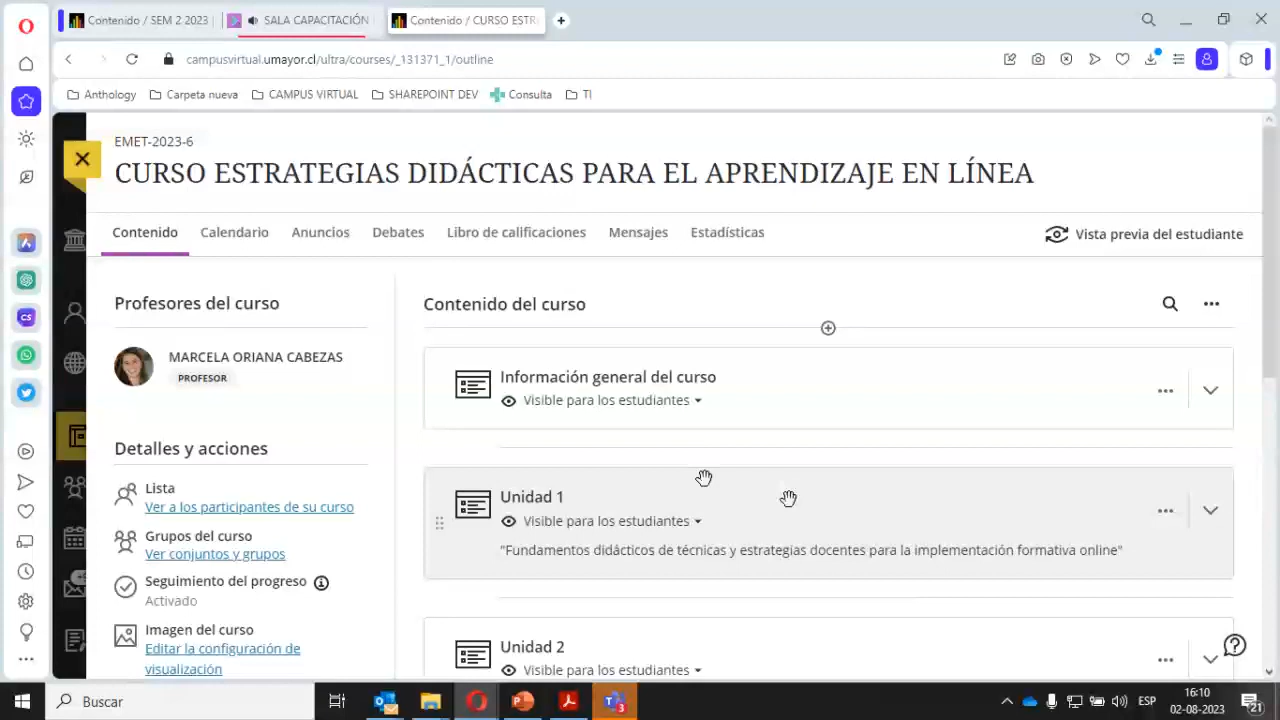 Contenido / SEM 2 2023
SALA CAPACITACIÓN
Contenido / CURSO ESTR
campusvirtual.umayor.cl/ultra/courses/_131371_1/outline
Anthology
Carpeta nueva
CAMPUS VIRTUAL
SHAREPOINT DEV
Consulta
TI
EMET-2023-6
CURSO ESTRATEGIAS DIDÁCTICAS PARA EL APRENDIZAJE EN LÍNEA
Contenido
Calendario
Anuncios
Debates
Libro de calificaciones
Mensajes
Estadísticas
Vista previa del estudiante
Profesores del curso
MARCELA ORIANA CABEZAS
PROFESOR
Detalles y acciones
Lista
Ver a los participantes de su curso
Grupos del curso
Ver conjuntos y grupos
Seguimiento del progreso
Activado
Imagen del curso
Editar la configuración de
visualización
Contenido del curso
Información general del curso
Visible para los estudiantes
Unidad 1
Visible para los estudiantes
"Fundamentos didácticos de técnicas y estrategias docentes para la implementación formativa online"
Unidad 2
Visible para los estudiantes
CS
Buscar
3
ESP
16:10
02-08-2023
21